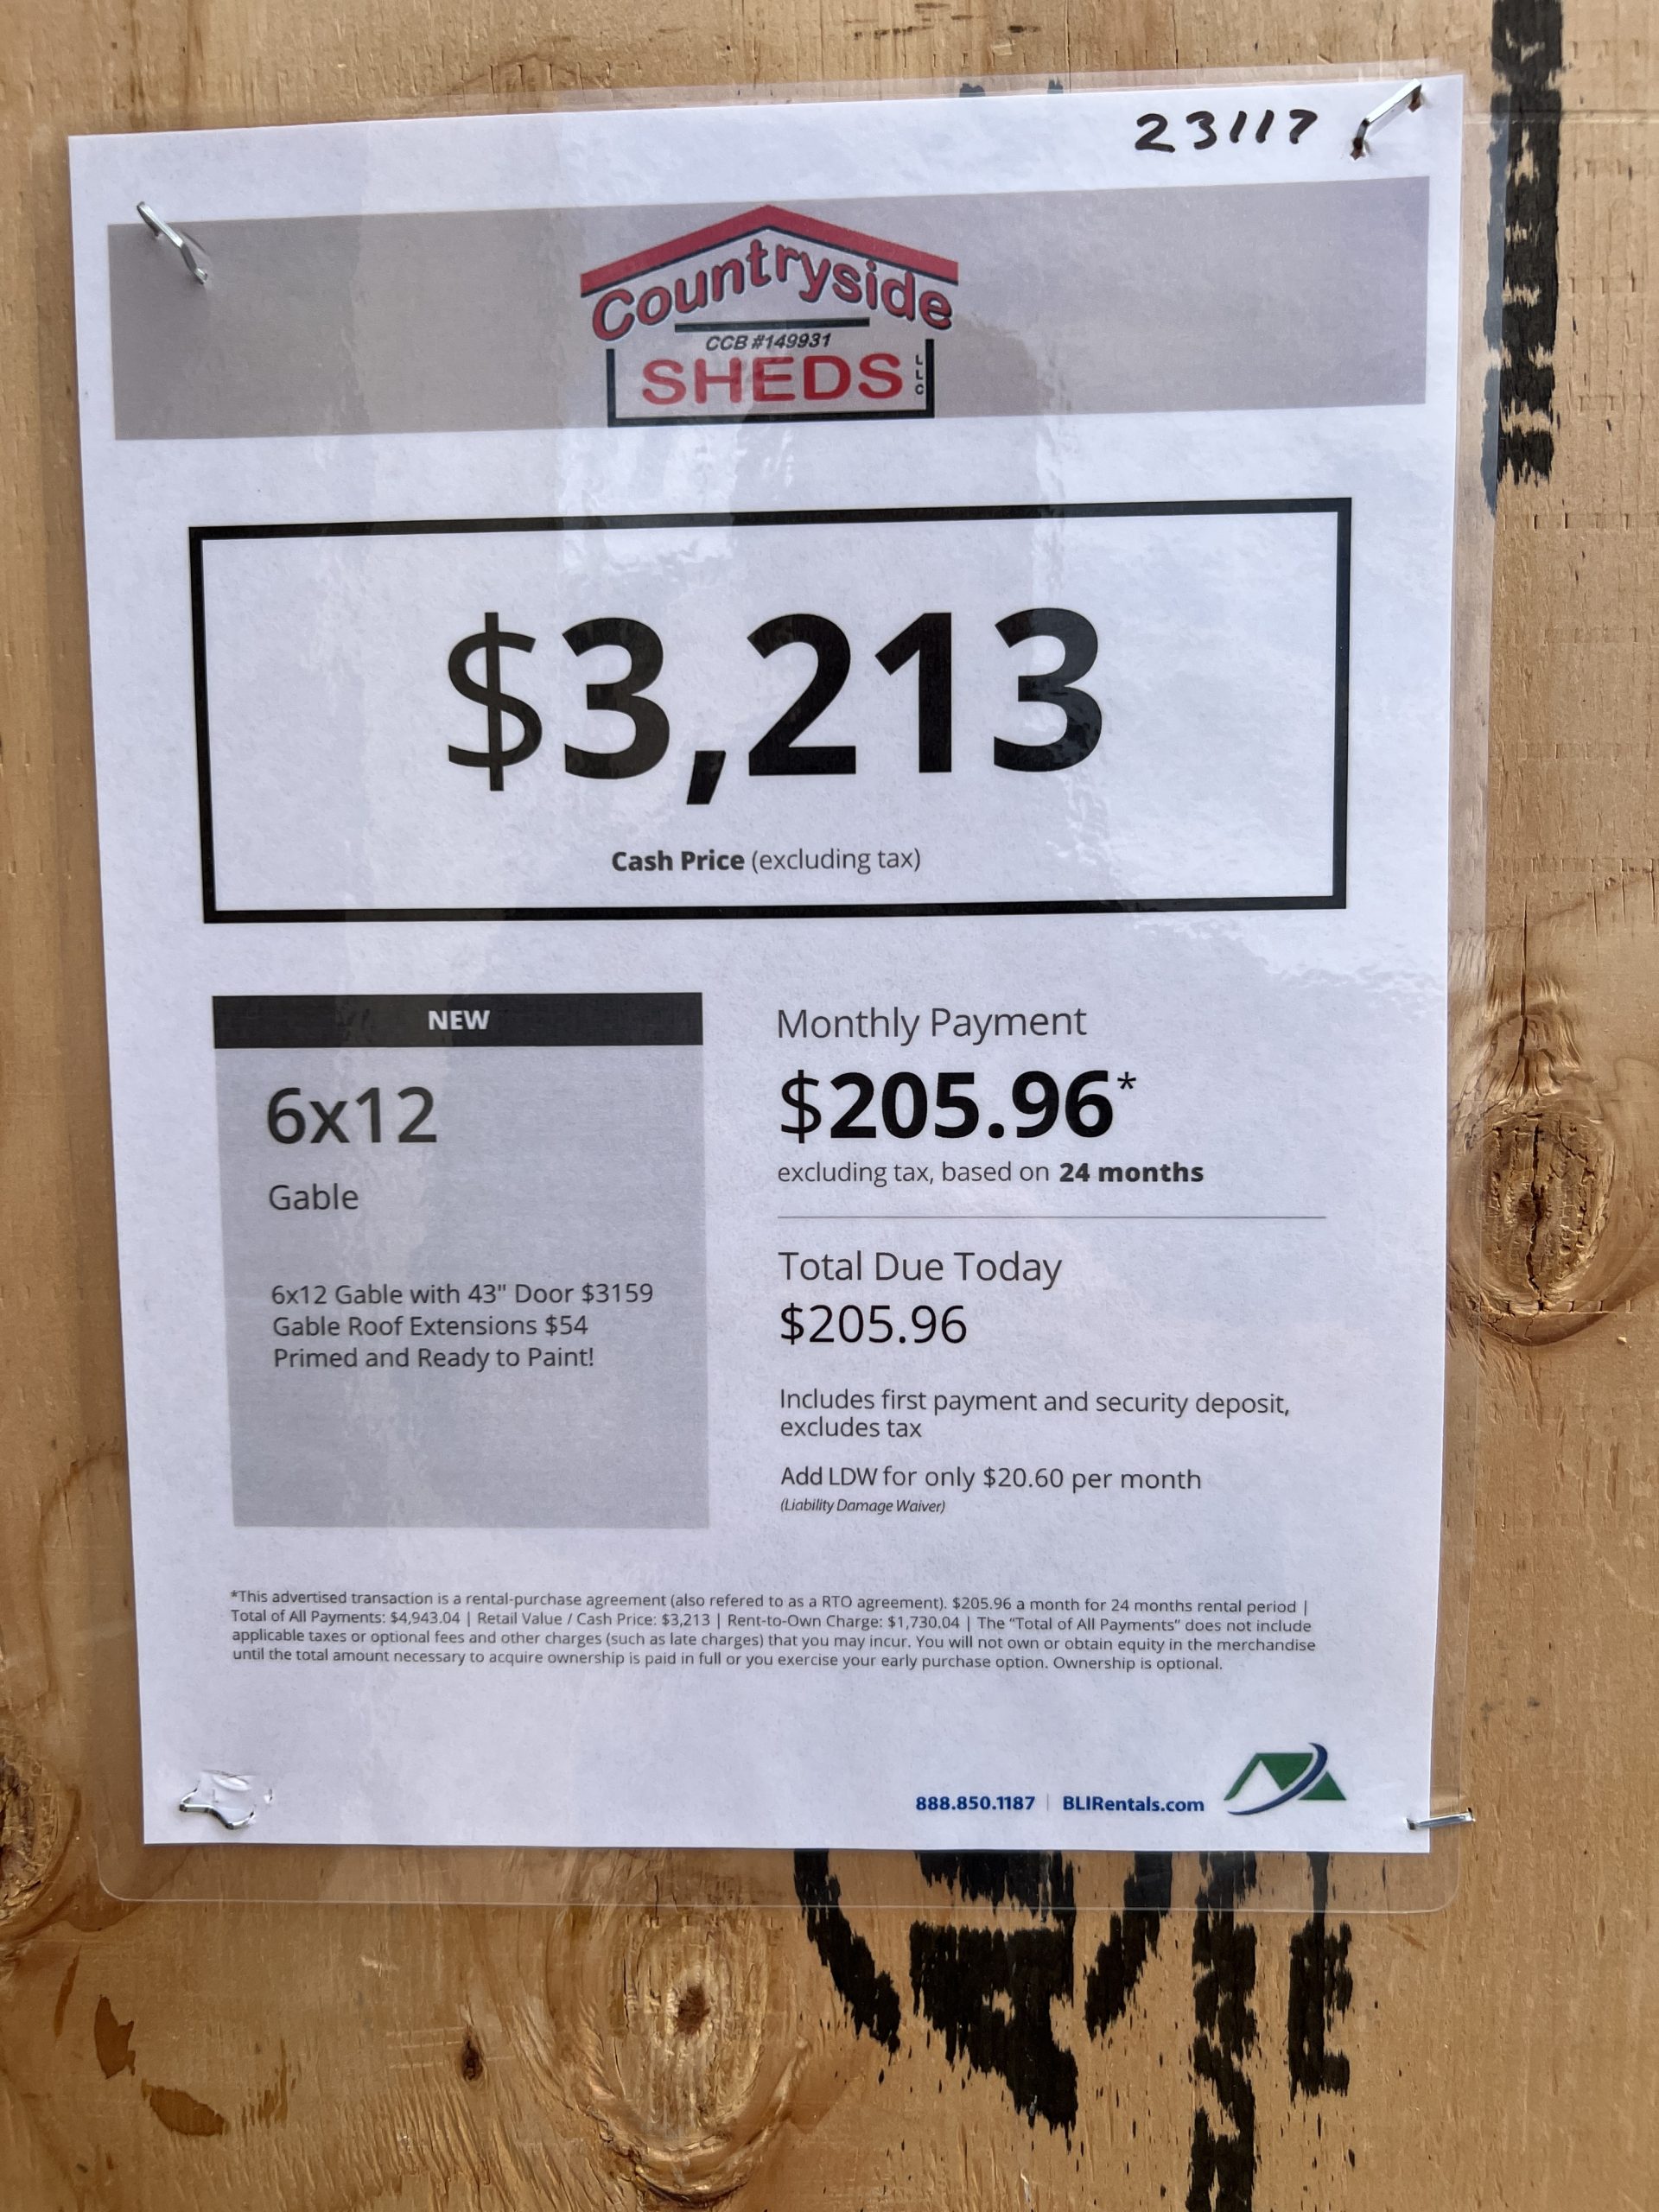 23117
Countryside
CCB #149931
SHEDS LLC
$3,213
Cash Price (excluding tax)
NEW
6x12
Gable
6x12 Gable with 43" Door $3159
Gable Roof Extensions $54
Primed and Ready to Paint!
Monthly Payment
$205.96*
excluding tax, based on 24 months
Total Due Today
$205.96
Includes first payment and security deposit,
excludes tax
Add LDW for only $20.60 per month
(Liability Damage Waiver)
*This advertised transaction is a rental-purchase agreement (also refered to as a RTO agreement). $205.96 a month for 24 months rental period |
Total of All Payments: $4,943.04 | Retail Value / Cash Price: $3,213 | Rent-to-Own Charge: $1,730.04 | The “Total of All Payments” does not include
applicable taxes or optional fees and other charges (such as late charges) that you may incur. You will not own or obtain equity in the merchandise
until the total amount necessary to acquire ownership is paid in full or you exercise your early purchase option. Ownership is optional.
888.850.1187 | BLIRentals.com